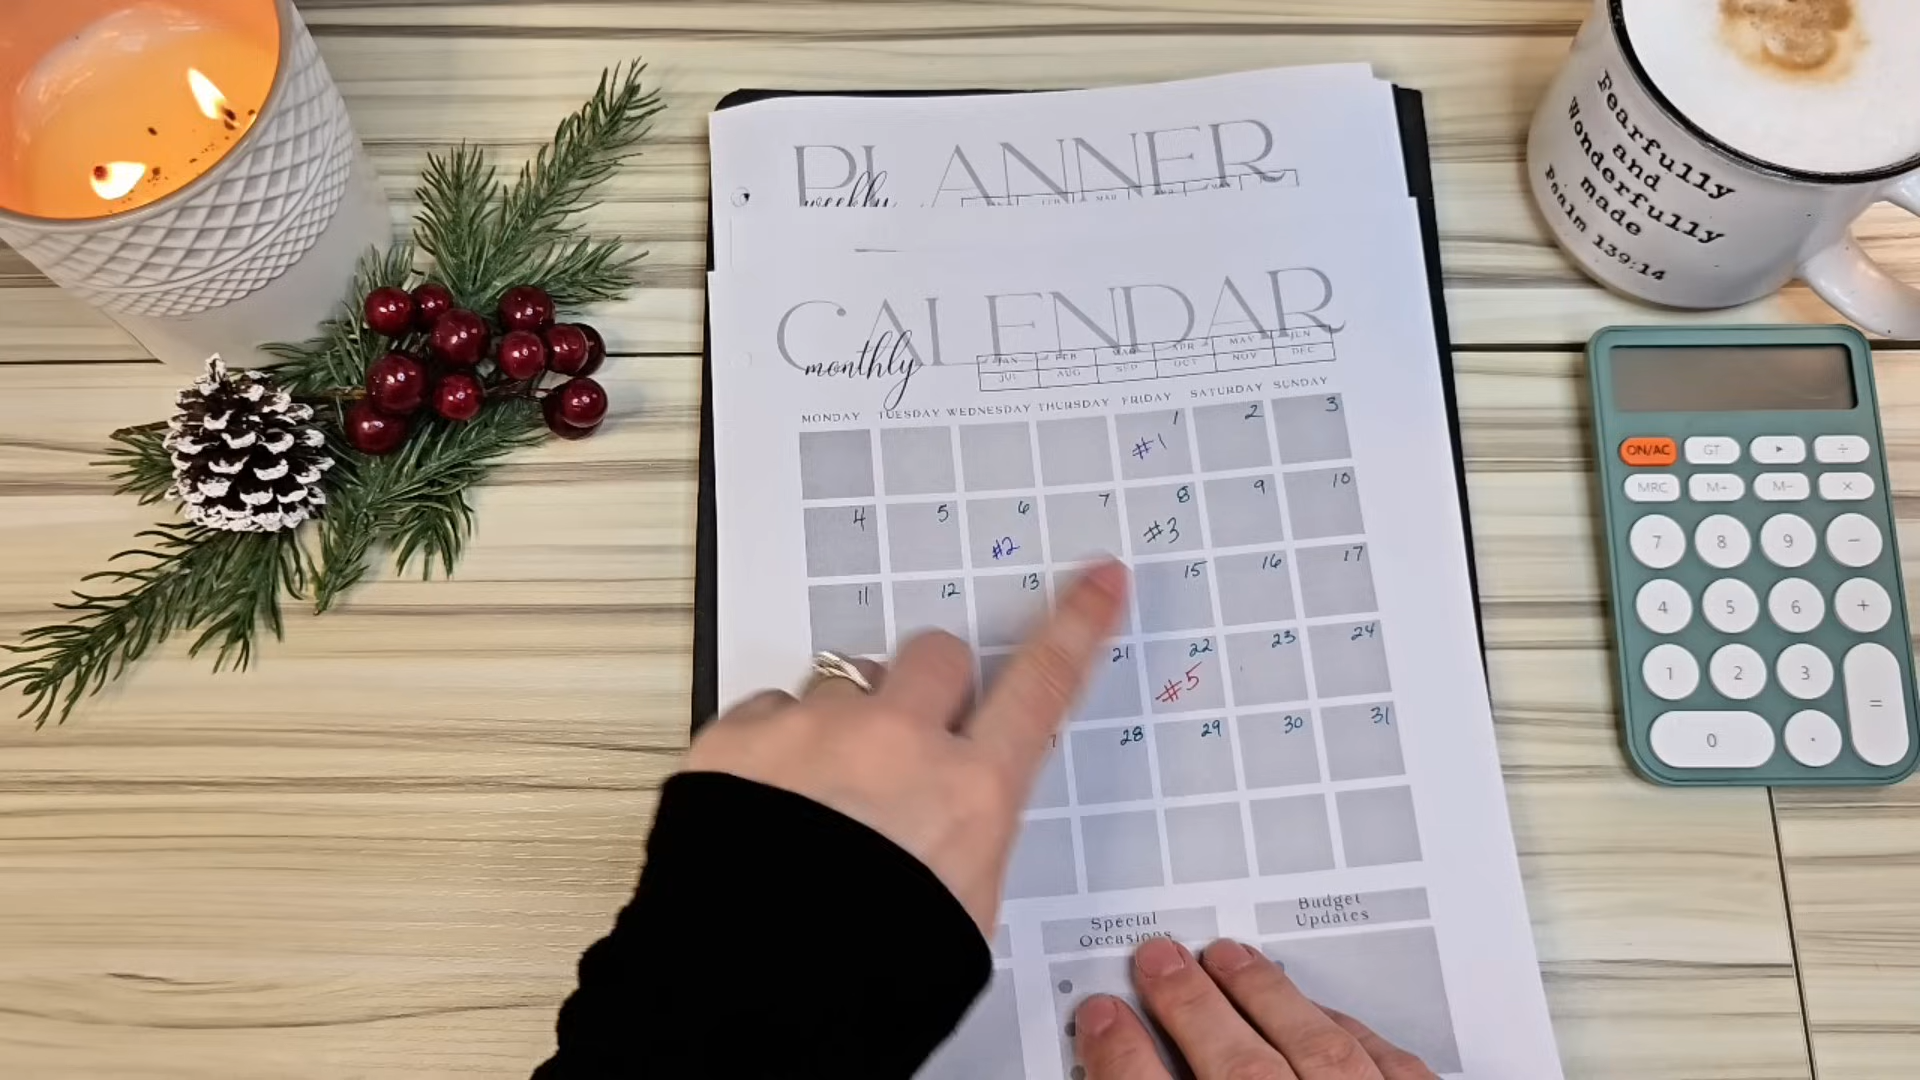 PLANNER
weekly
CALENDAR
monthly
JAN FEB MAR APR MAY JUN
JUL AUG SEP OCT NOV DEC
MONDAY TUESDAY WEDNESDAY THURSDAY FRIDAY SATURDAY SUNDAY
1 2 3
#1
4 5 6 7 8 9 10
#2 #3
11 12 13 15 16 17
21 22 23 24
#5
28 29 30 31
Special
Occasions
Budget
Updates
Fearfully
and
Wonderfully
made
Psalm 139:14
ON/AC GT ▶ ÷
MRC M+ M- ×
7 8 9 -
4 5 6 +
1 2 3 =
0 .